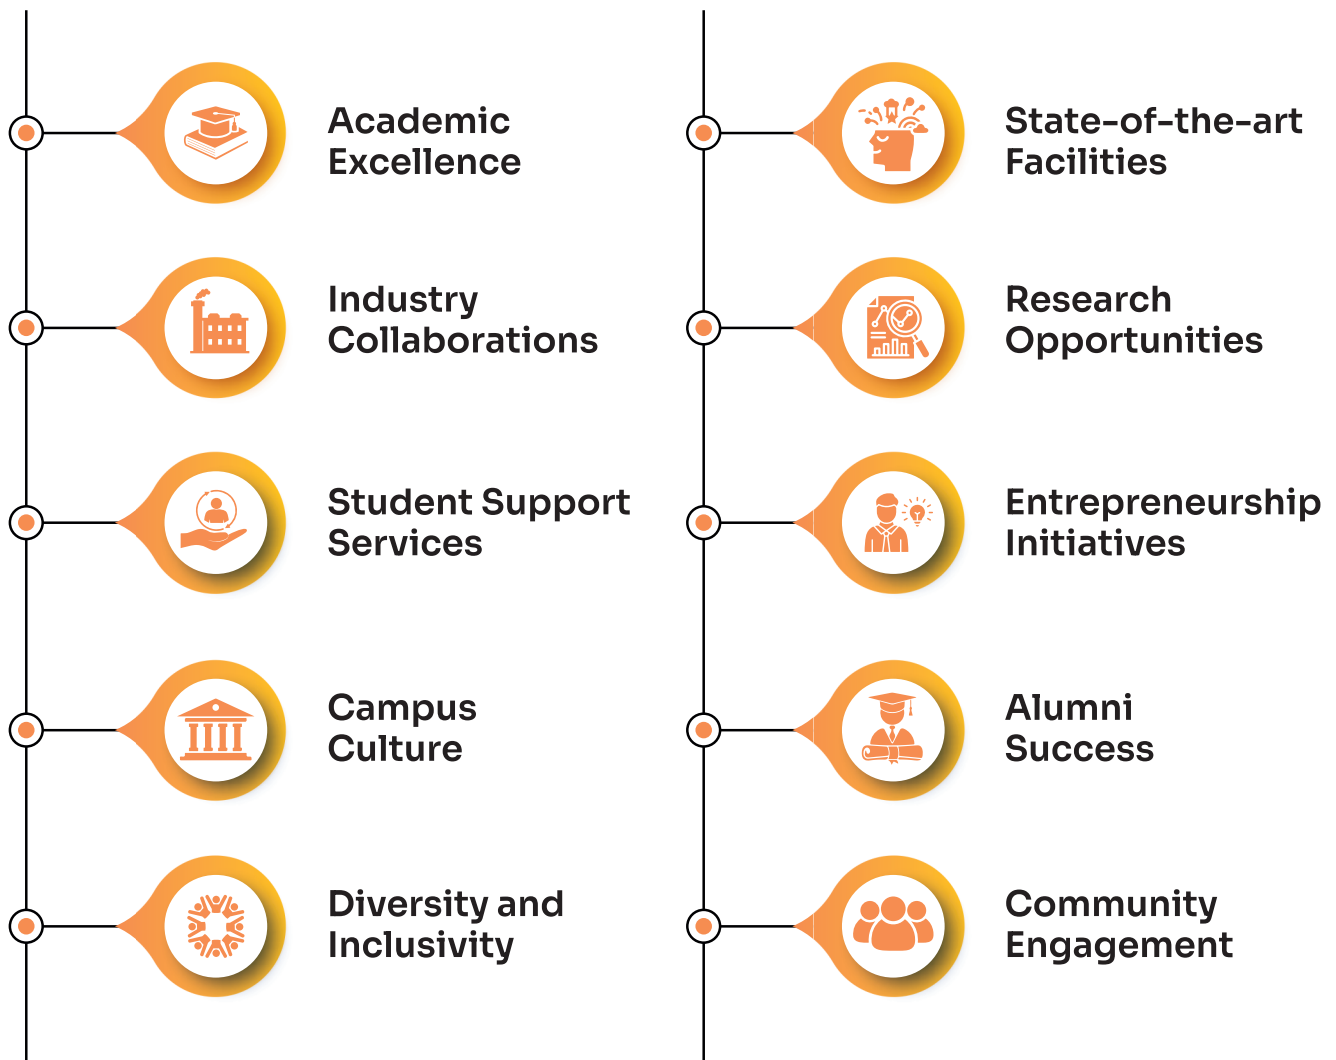 Academic
Excellence
State-of-the-art
Facilities
Industry
Collaborations
Research
Opportunities
Student Support
Services
Entrepreneurship
Initiatives
Campus
Culture
Alumni
Success
Diversity and
Inclusivity
Community
Engagement